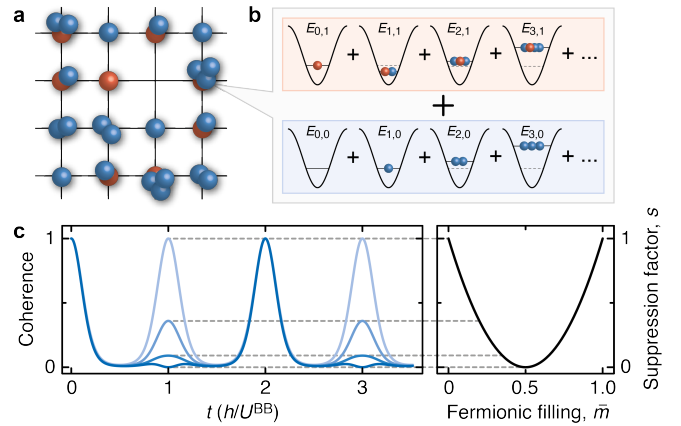 a
b
E0,1 E1,1 E2,1 E3,1
+ + + + ...
+
E0,0 E1,0 E2,0 E3,0
+ + + + ...
c
Coherence
1
0
0 1 2 3
t (h/U^BB)
1
0
Suppression factor, s
0 0.5 1.0
Fermionic filling, m̄